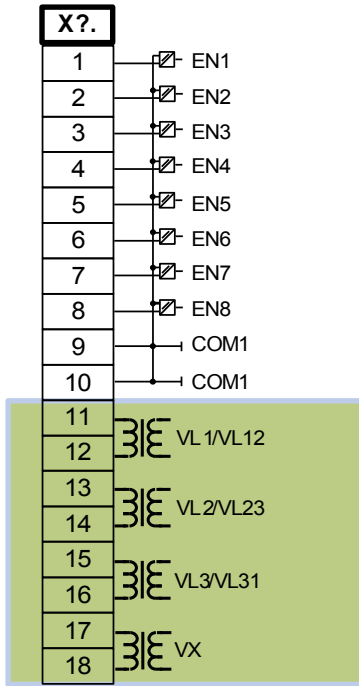 X?.
1 EN1
2 EN2
3 EN3
4 EN4
5 EN5
6 EN6
7 EN7
8 EN8
9 COM1
10 COM1
11
12 VL1/VL12
13
14 VL2/VL23
15
16 VL3/VL31
17
18 VX